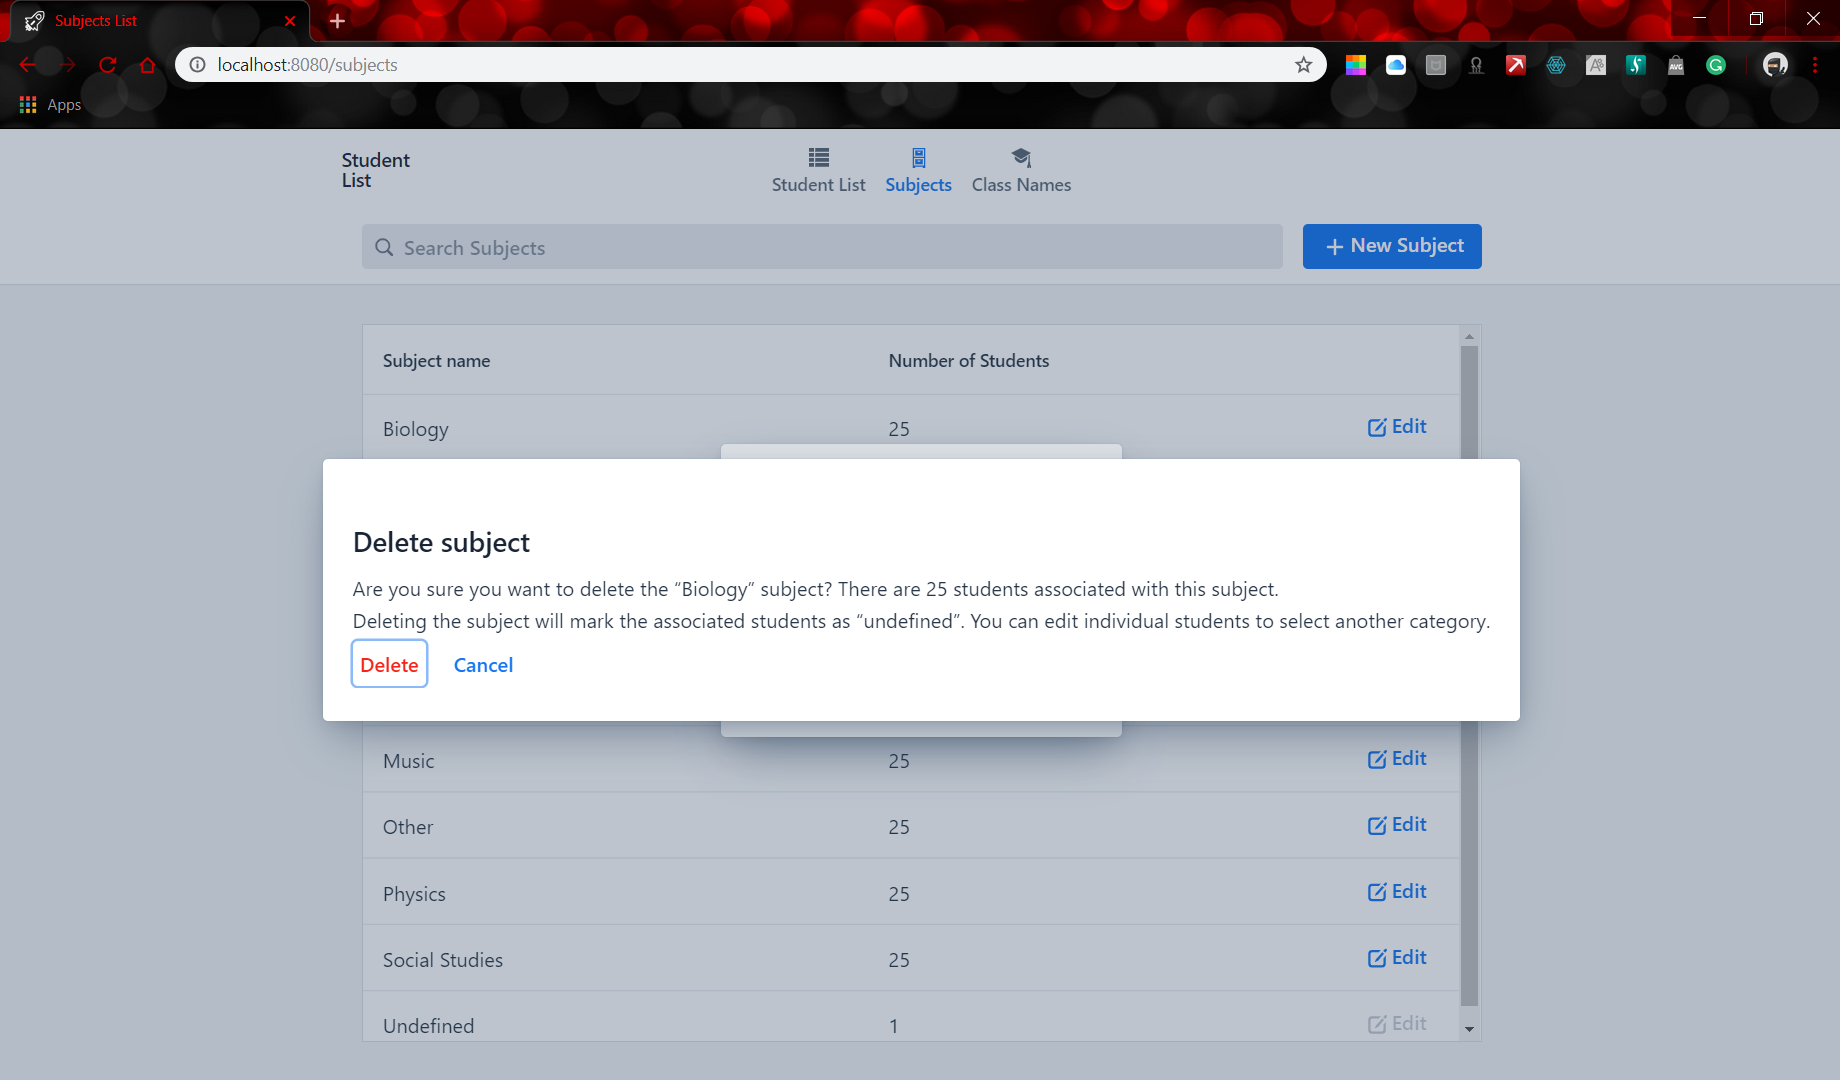 Subjects List
localhost:8080/subjects
Apps
Student
List
Student List
Subjects
Class Names
Search Subjects
New Subject
Subject name
Number of Students
Biology
25
Edit
Delete subject
Are you sure you want to delete the “Biology” subject? There are 25 students associated with this subject.
Deleting the subject will mark the associated students as “undefined”. You can edit individual students to select another category.
Delete
Cancel
Music
25
Edit
Other
25
Edit
Physics
25
Edit
Social Studies
25
Edit
Undefined
1
Edit